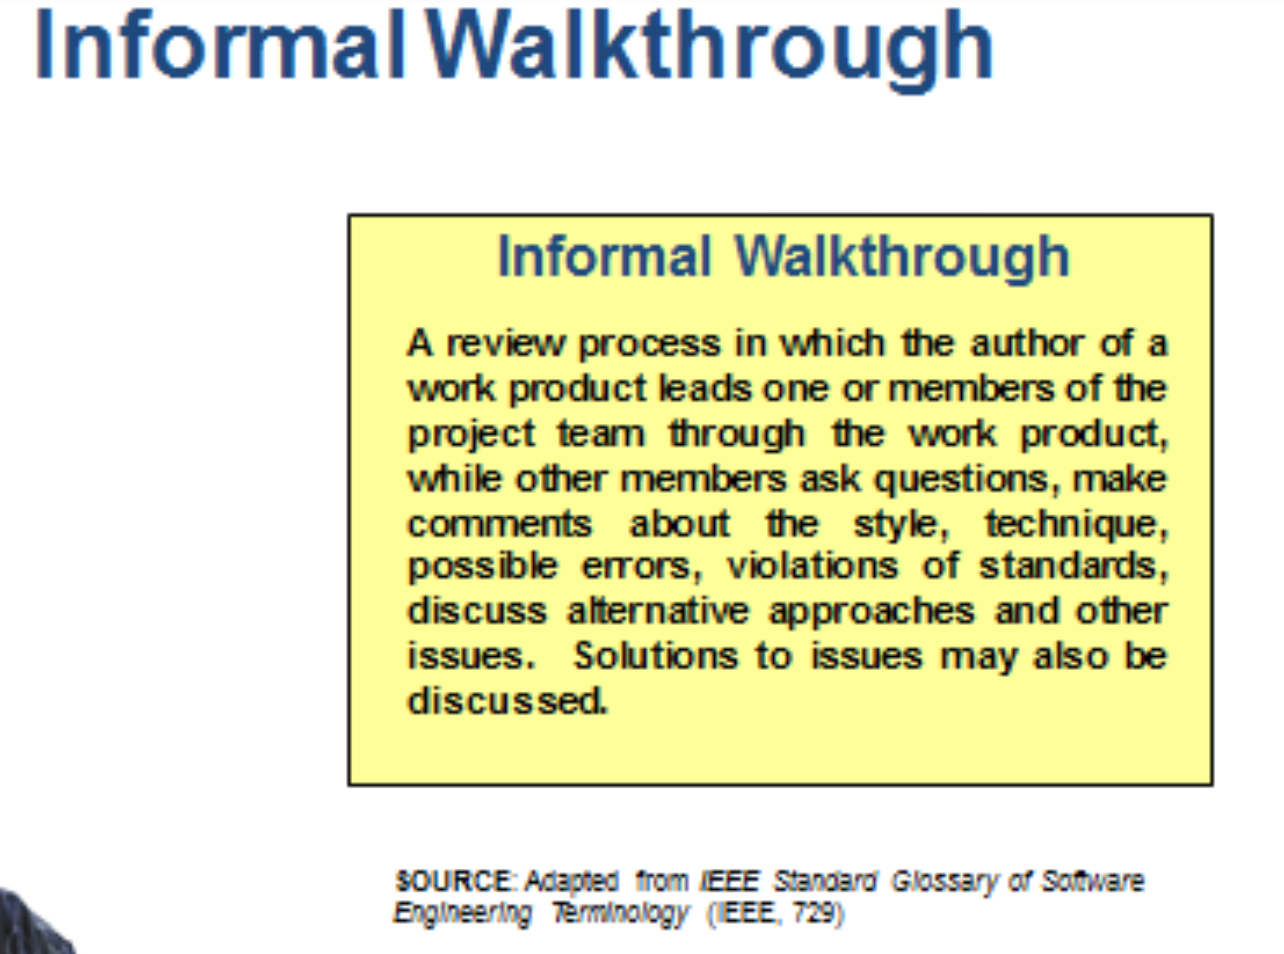 Informal Walkthrough
Informal Walkthrough
A review process in which the author of a
work product leads one or members of the
project team through the work product,
while other members ask questions, make
comments about the style, technique,
possible errors, violations of standards,
discuss alternative approaches and other
issues. Solutions to issues may also be
discussed.
SOURCE: Adapted from IEEE Standard Glossary of Software
Engineering Terminology (IEEE, 729)